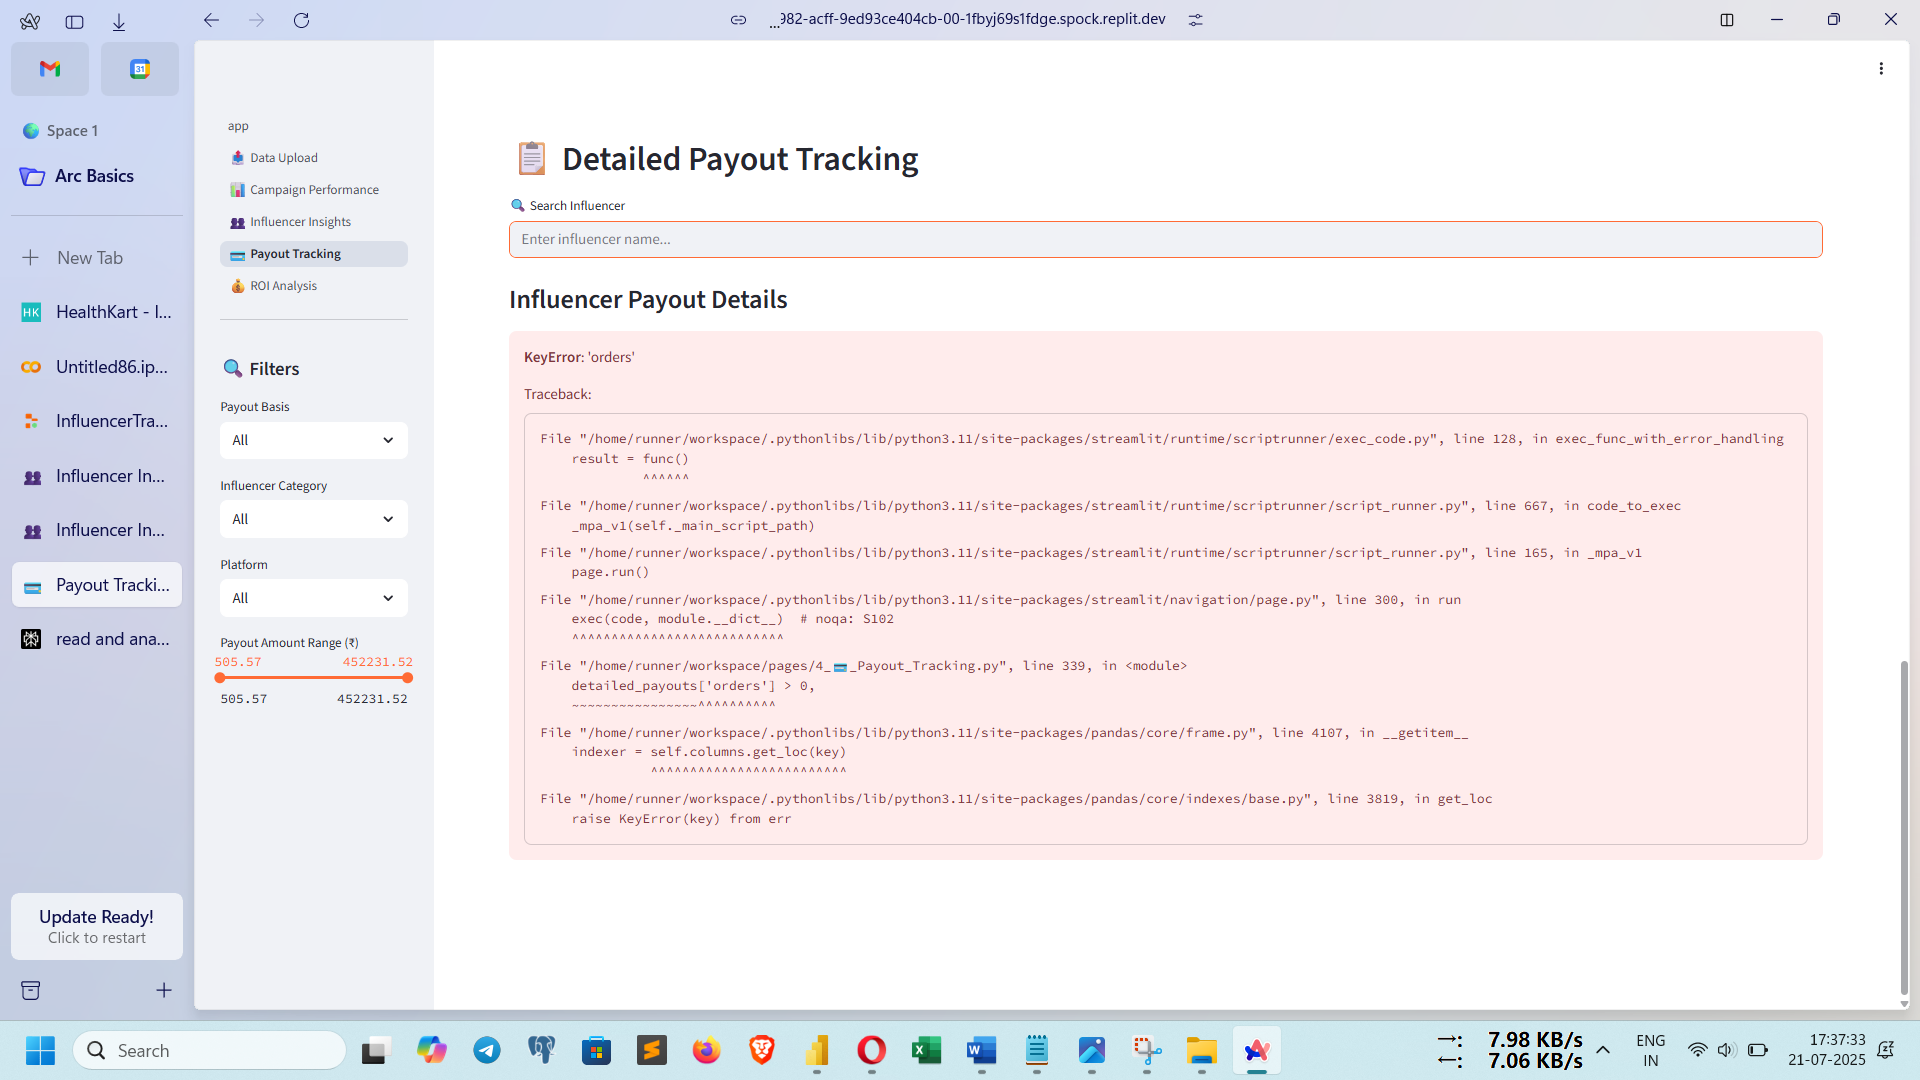 ...982-acff-9ed93ce404cb-00-1fbyj69s1fdge.spock.replit.dev
31
Space 1
Arc Basics
New Tab
HK HealthKart - I...
Untitled86.ip...
InfluencerTra...
Influencer In...
Influencer In...
Payout Tracki...
read and ana...
Update Ready!
Click to restart
app
Data Upload
Campaign Performance
Influencer Insights
Payout Tracking
ROI Analysis
Filters
Payout Basis
All
Influencer Category
All
Platform
All
Payout Amount Range (₹)
505.57 452231.52
505.57 452231.52
Detailed Payout Tracking
Search Influencer
Enter influencer name...
Influencer Payout Details
KeyError: 'orders'
Traceback:
File "/home/runner/workspace/.pythonlibs/lib/python3.11/site-packages/streamlit/runtime/scriptrunner/exec_code.py", line 128, in exec_func_with_error_handling
result = func()
^^^^^^
File "/home/runner/workspace/.pythonlibs/lib/python3.11/site-packages/streamlit/runtime/scriptrunner/script_runner.py", line 667, in code_to_exec
_mpa_v1(self._main_script_path)
File "/home/runner/workspace/.pythonlibs/lib/python3.11/site-packages/streamlit/runtime/scriptrunner/script_runner.py", line 165, in _mpa_v1
page.run()
File "/home/runner/workspace/.pythonlibs/lib/python3.11/site-packages/streamlit/navigation/page.py", line 300, in run
exec(code, module.__dict__)  # noqa: S102
^^^^^^^^^^^^^^^^^^^^^^^^^^^
File "/home/runner/workspace/pages/4_💳_Payout_Tracking.py", line 339, in <module>
detailed_payouts['orders'] > 0,
~~~~~~~~~~~~~~~~^^^^^^^^^^
File "/home/runner/workspace/.pythonlibs/lib/python3.11/site-packages/pandas/core/frame.py", line 4107, in __getitem__
indexer = self.columns.get_loc(key)
^^^^^^^^^^^^^^^^^^^^^^^^^
File "/home/runner/workspace/.pythonlibs/lib/python3.11/site-packages/pandas/core/indexes/base.py", line 3819, in get_loc
raise KeyError(key) from err
Search
→: 7.98 KB/s
←: 7.06 KB/s
ENG
IN
17:37:33
21-07-2025